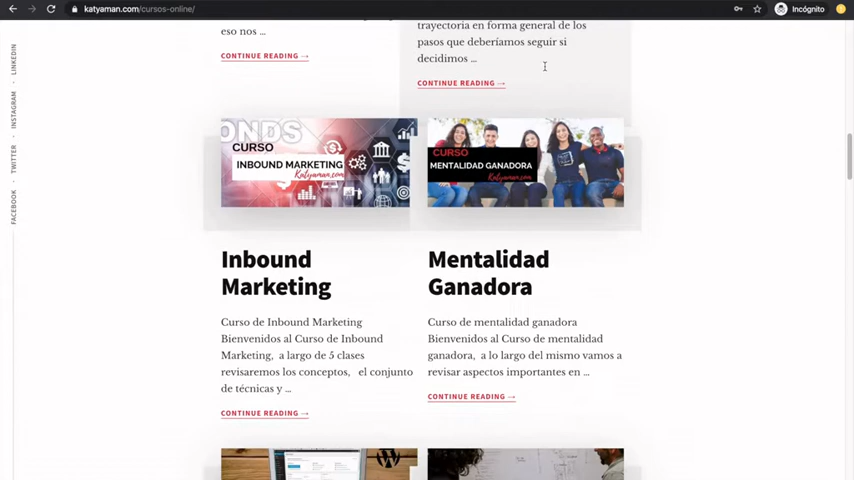 katyaman.com/cursos-online/
Incógnito
LINKEDIN
INSTAGRAM
TWITTER
FACEBOOK
eso nos …
CONTINUE READING →
trayectoria en forma general de los
pasos que deberíamos seguir si
decidimos …
CONTINUE READING →
ONDS
CURSO
INBOUND MARKETING
Katyaman.com
CURSO
MENTALIDAD GANADORA
Katyaman.com
Inbound
Marketing
Curso de Inbound Marketing
Bienvenidos al Curso de Inbound
Marketing,  a largo de 5 clases
revisaremos los conceptos,   el conjunto
de técnicas y …
CONTINUE READING →
Mentalidad
Ganadora
Curso de mentalidad ganadora
Bienvenidos al Curso de mentalidad
ganadora,  a lo largo del mismo vamos a
revisar aspectos importantes en …
CONTINUE READING →